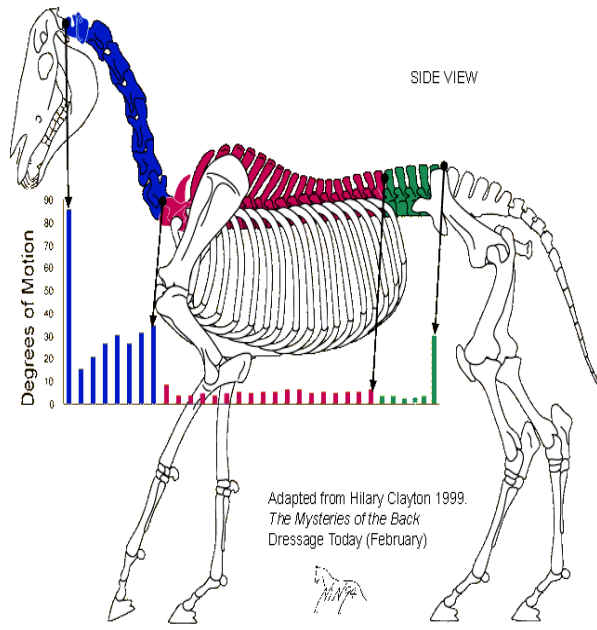 SIDE VIEW
90
80
70
60
50
40
30
20
10
0
Degrees of Motion
Adapted from Hilary Clayton 1999.
The Mysteries of the Back
Dressage Today (February)